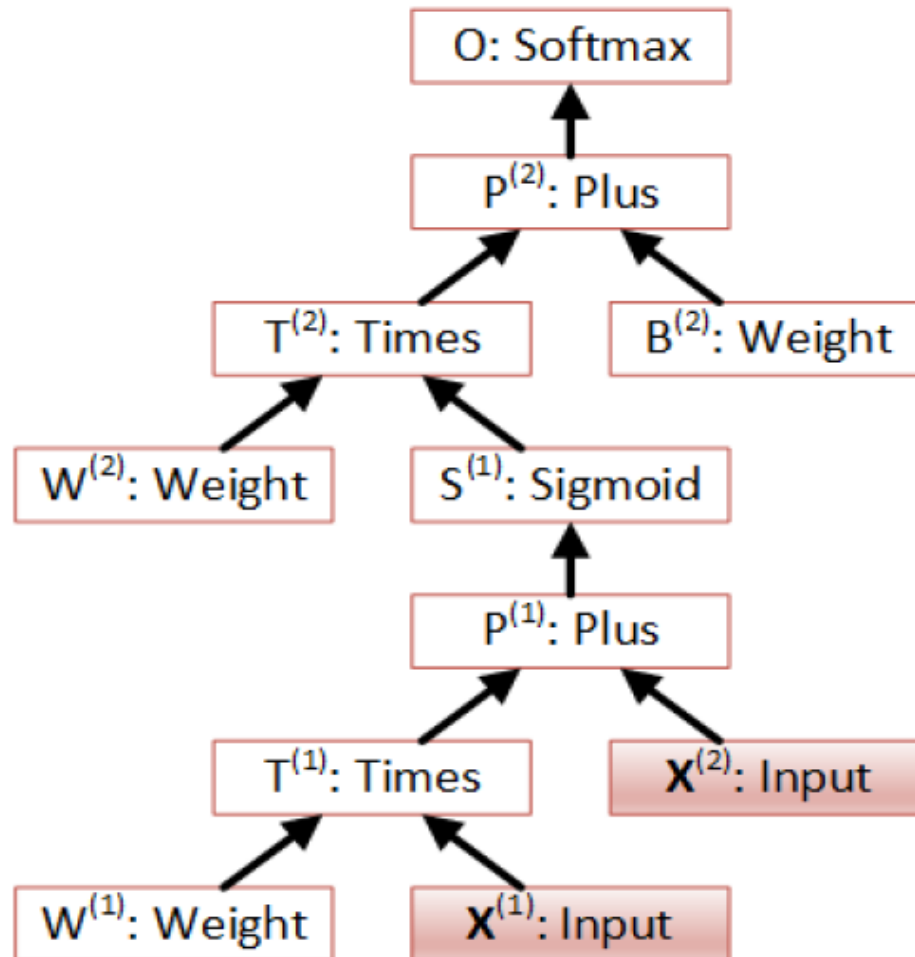 O: Softmax
P(2): Plus
T(2): Times
B(2): Weight
W(2): Weight
S(1): Sigmoid
P(1): Plus
T(1): Times
X(2): Input
W(1): Weight
X(1): Input